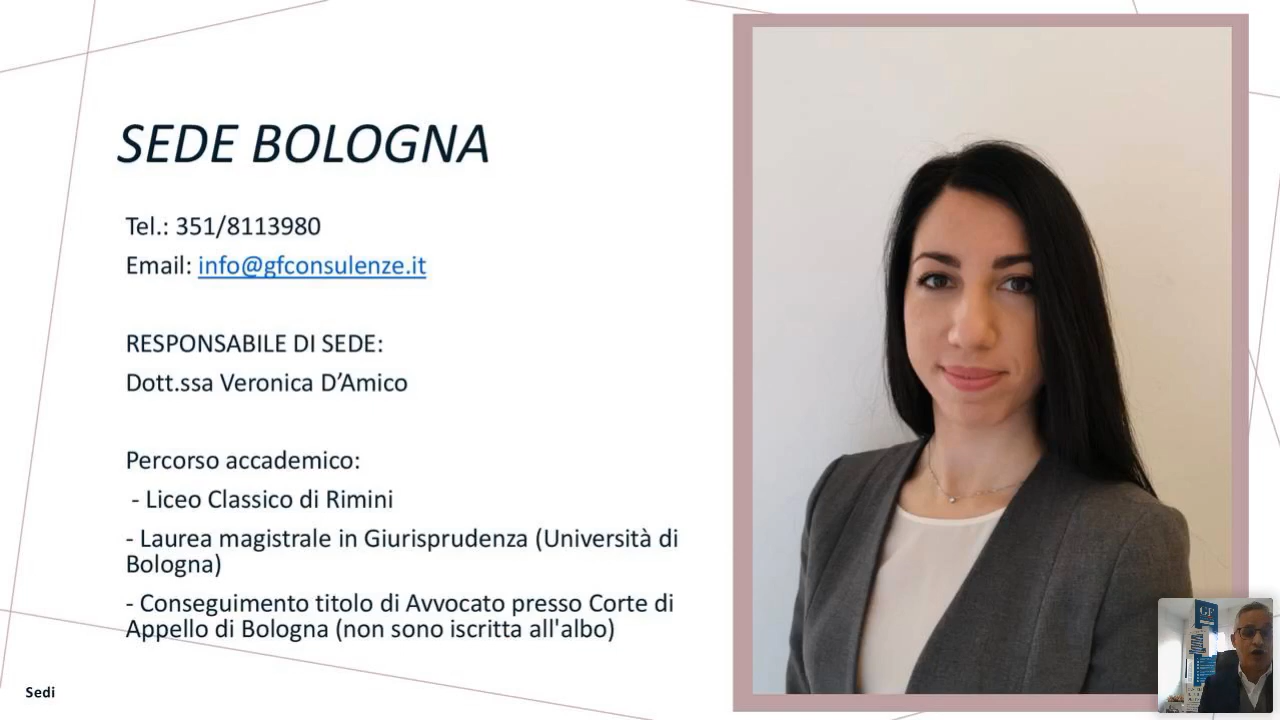 SEDE BOLOGNA
Tel.: 351/8113980
Email: info@gfconsulenze.it
RESPONSABILE DI SEDE:
Dott.ssa Veronica D’Amico
Percorso accademico:
- Liceo Classico di Rimini
- Laurea magistrale in Giurisprudenza (Università di
Bologna)
- Conseguimento titolo di Avvocato presso Corte di
Appello di Bologna (non sono iscritta all'albo)
Sedi
GF